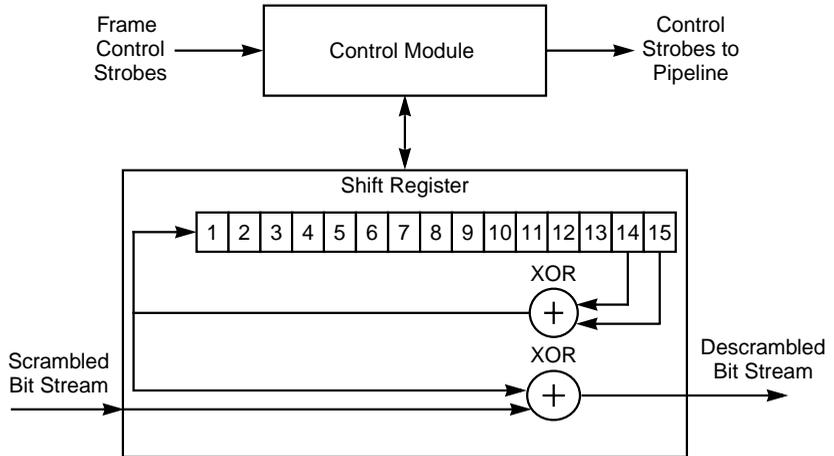 Frame
Control
Strobes
Control Module
Control
Strobes to
Pipeline
Shift Register
1 2 3 4 5 6 7 8 9 10 11 12 13 14 15
XOR
+
XOR
+
Scrambled
Bit Stream
Descrambled
Bit Stream